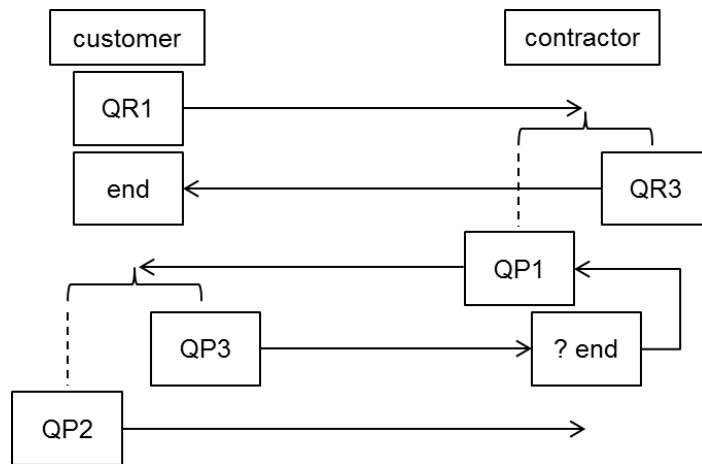 customer
contractor
QR1
end
QR3
QP1
QP3
? end
QP2